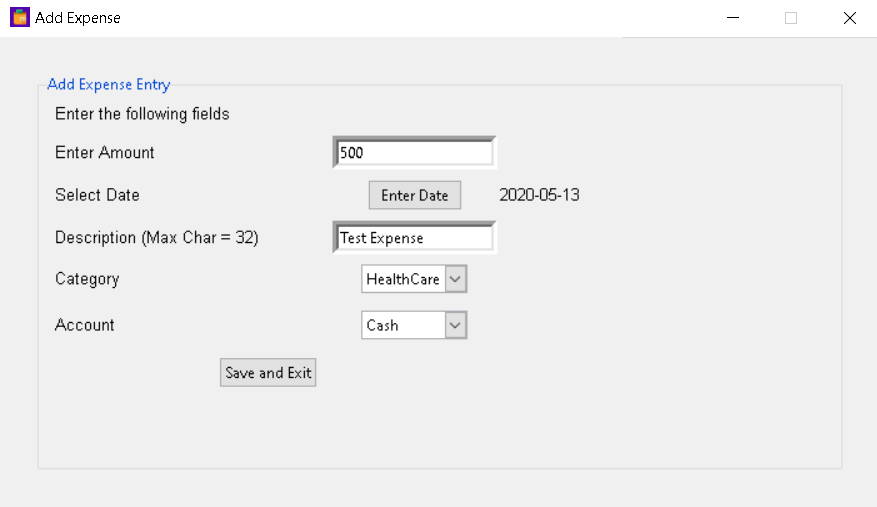 Add Expense
Add Expense Entry
Enter the following fields
Enter Amount 500
Select Date Enter Date 2020-05-13
Description (Max Char = 32) Test Expense
Category HealthCare
Account Cash
Save and Exit